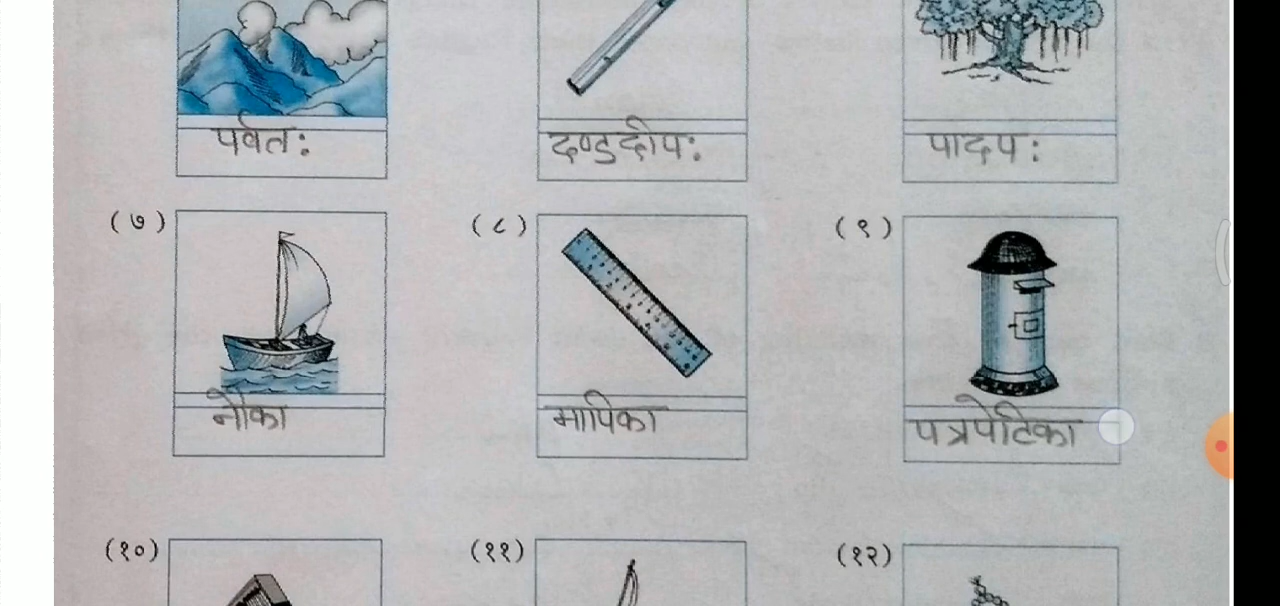 पर्वतः
दण्डदीपः
पादपः
(७)
(८)
(९)
नौका
मापिका
पत्रपेटिका
(१०)
(११)
(१२)